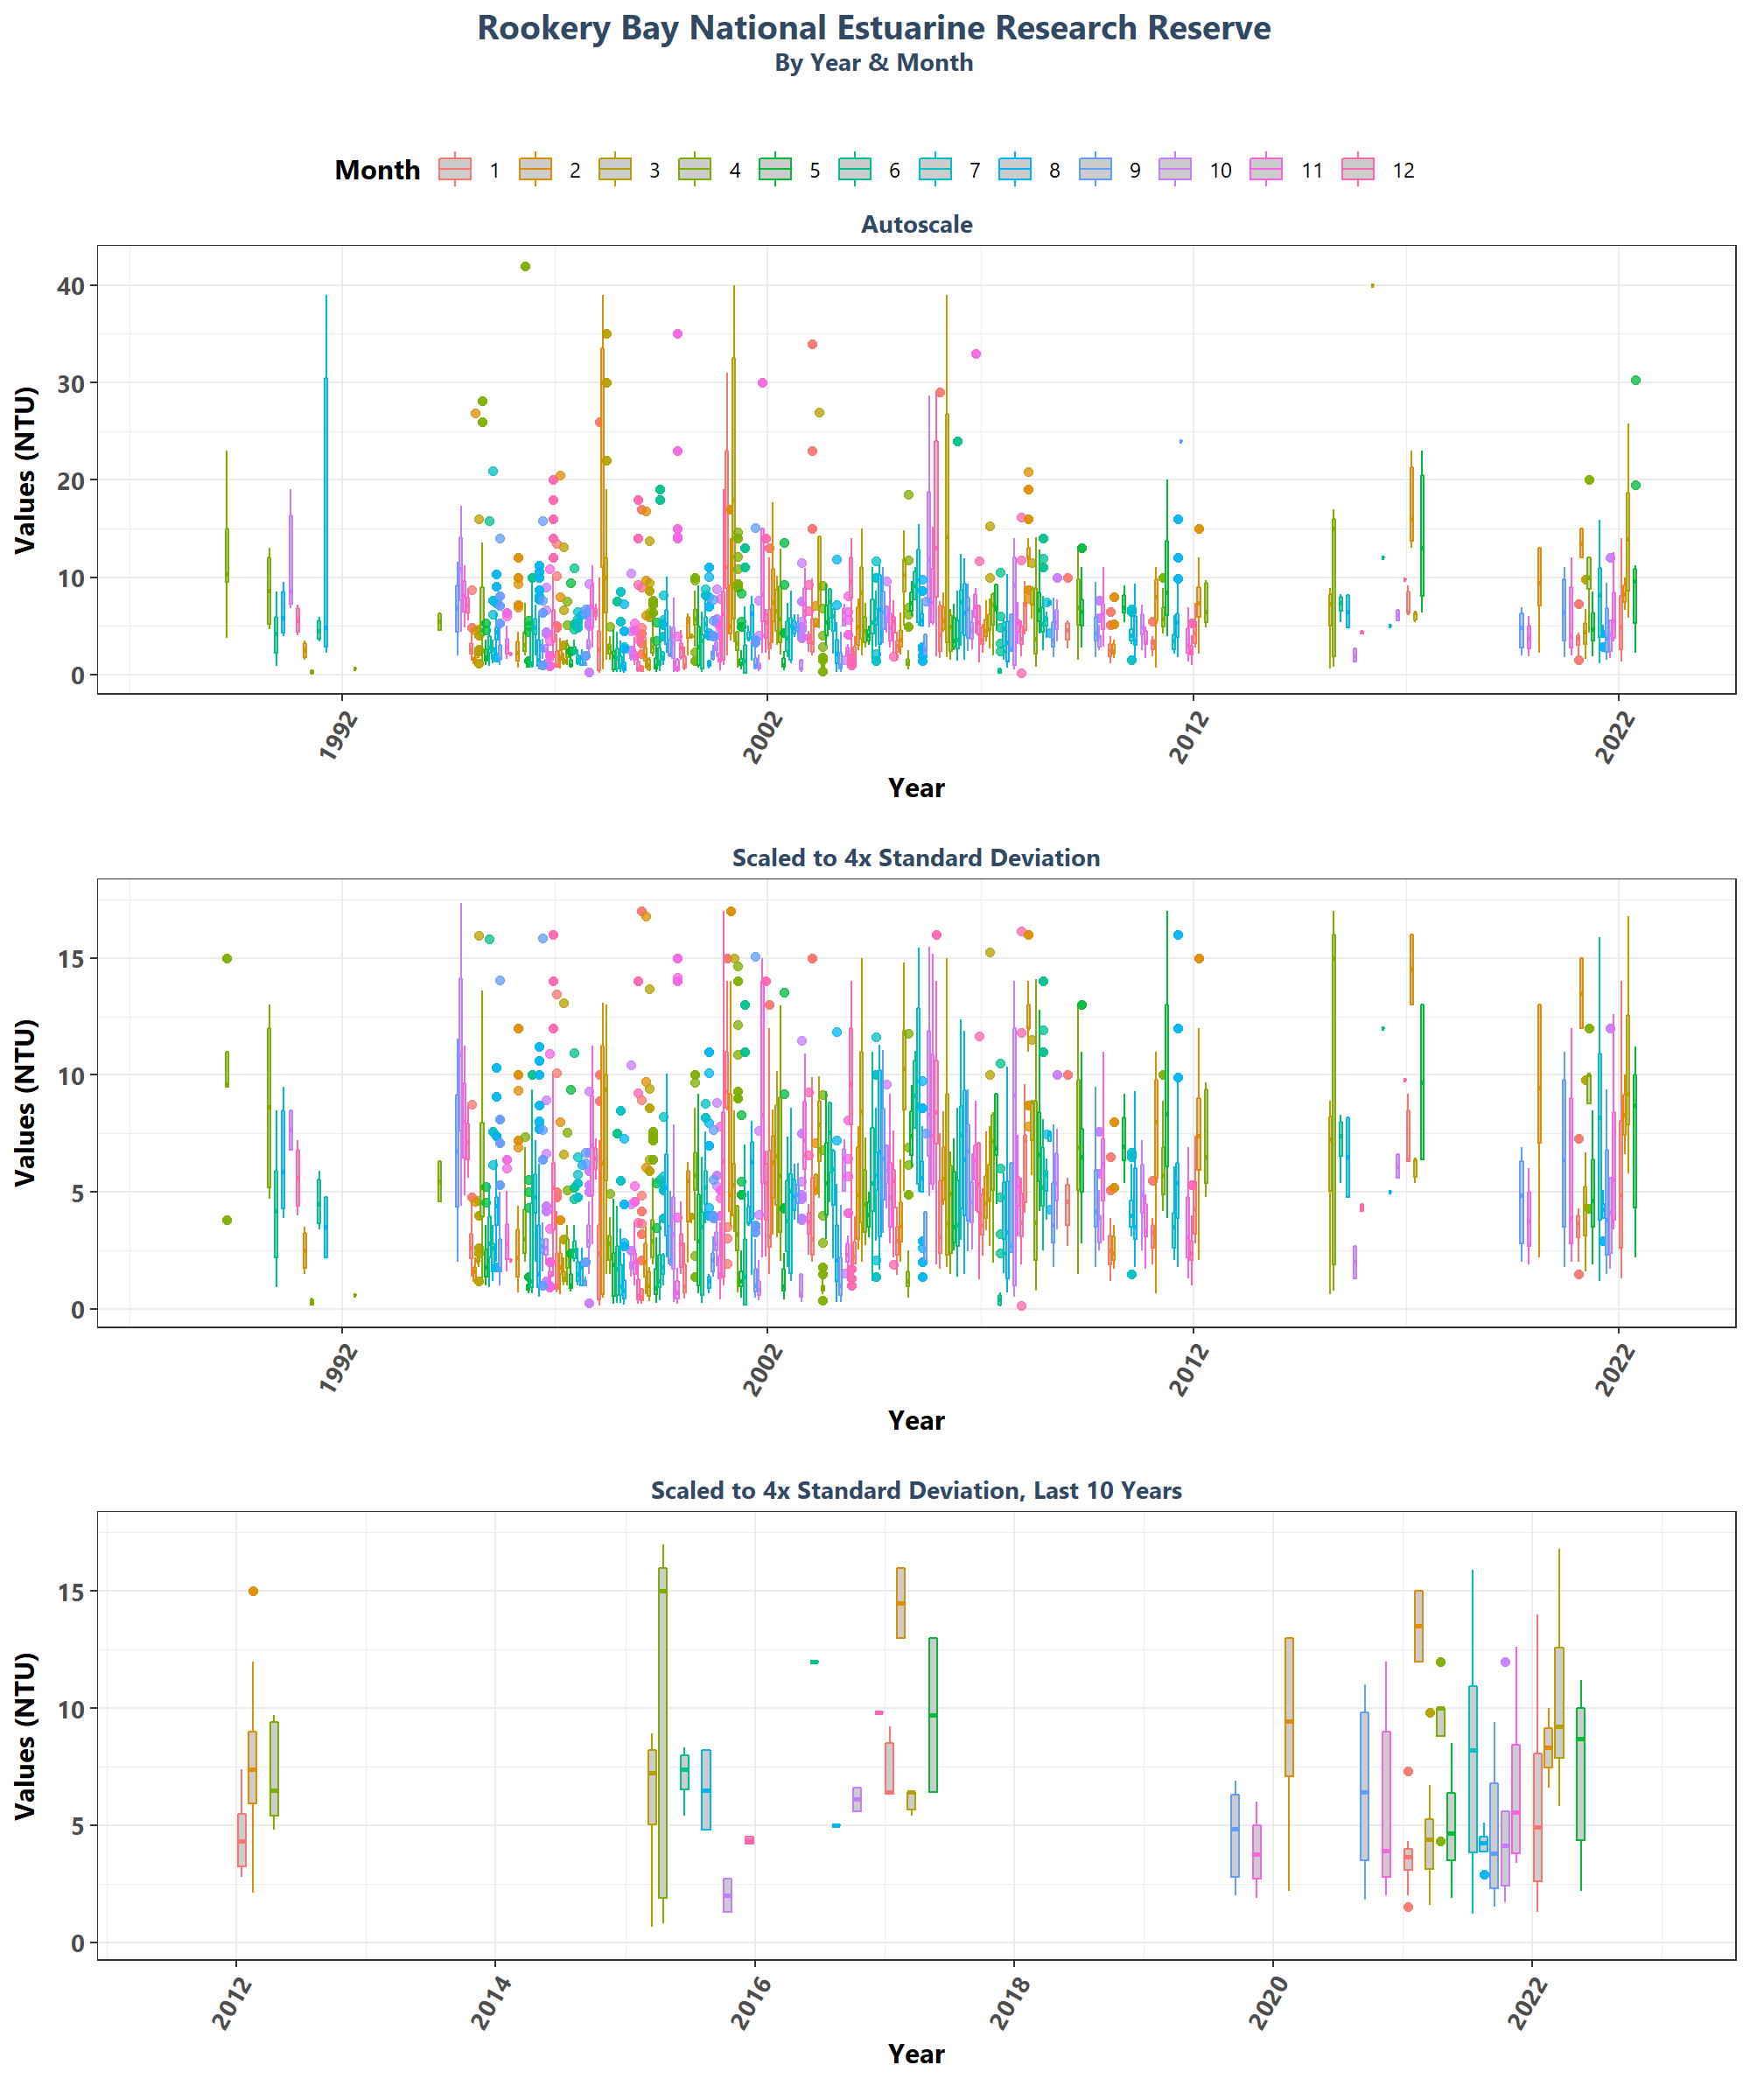 Rookery Bay National Estuarine Research Reserve
By Year & Month
Month 1 2 3 4 5 6 7 8 9 10 11 12
Autoscale
Values (NTU)
40
30
20
10
0
1992 2002 2012 2022
Year
Scaled to 4x Standard Deviation
Values (NTU)
15
10
5
0
1992 2002 2012 2022
Year
Scaled to 4x Standard Deviation, Last 10 Years
Values (NTU)
15
10
5
0
2012 2014 2016 2018 2020 2022
Year